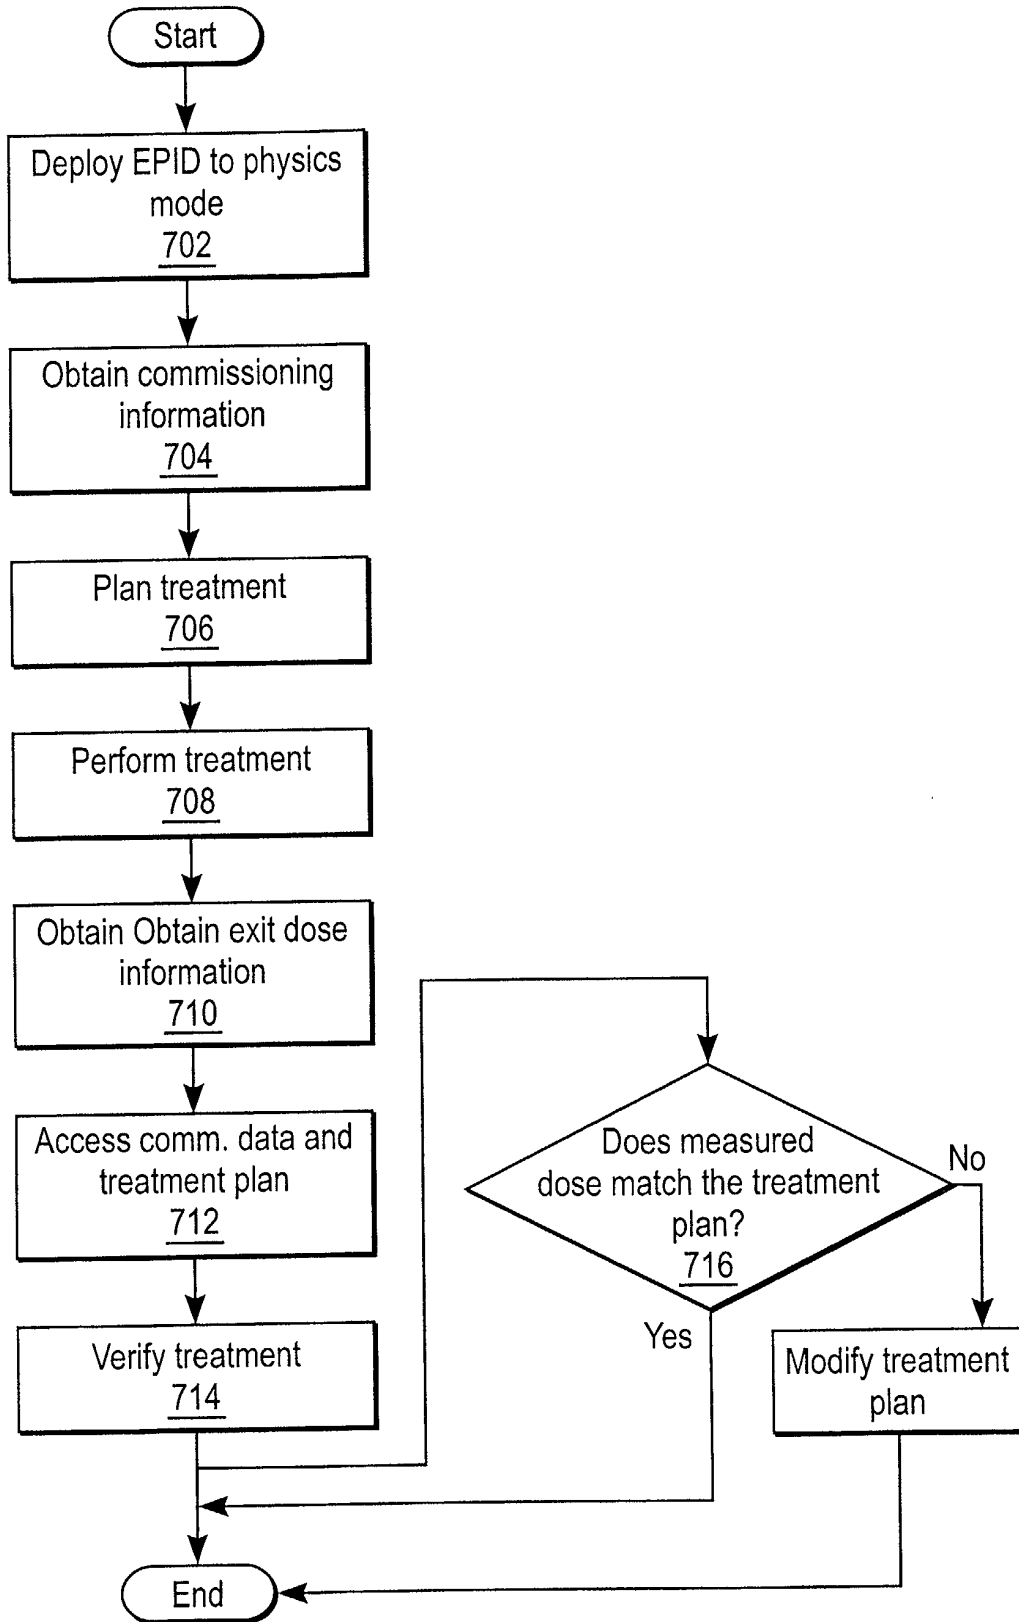 Start
Deploy EPID to physics
mode
702
Obtain commissioning
information
704
Plan treatment
706
Perform treatment
708
Obtain Obtain exit dose
information
710
Access comm. data and
treatment plan
712
Verify treatment
714
Does measured
dose match the treatment
plan?
716
No
Yes
Modify treatment
plan
End